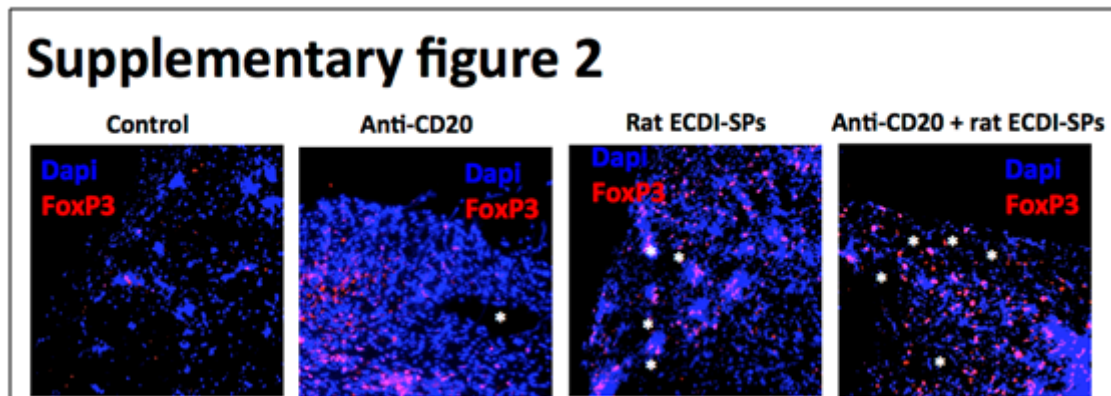 Supplementary figure 2
Control
Anti-CD20
Rat ECDI-SPs
Anti-CD20 + rat ECDI-SPs
Dapi
FoxP3
Dapi
FoxP3
Dapi
FoxP3
Dapi
FoxP3